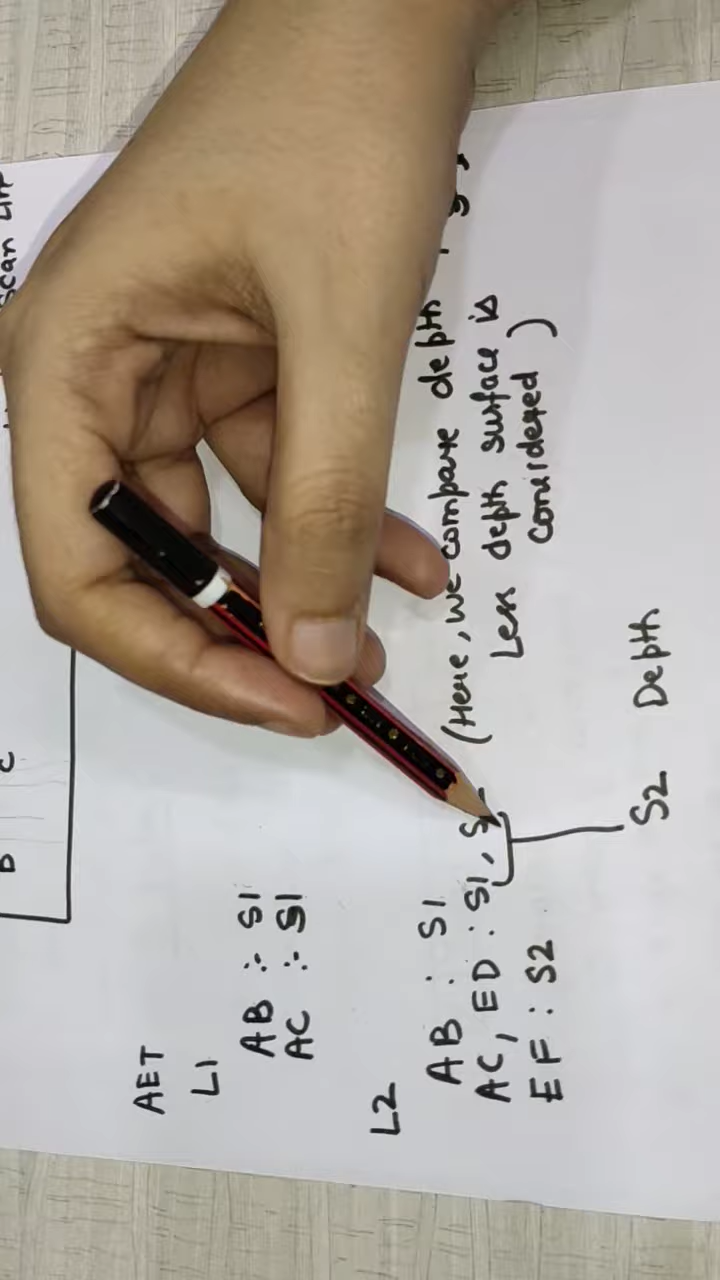 Scan
B C
AET
L1
AB : S1
AC : S1
L2
AB : S1
AC, ED : S1, S
EF : S2
(Here, we compare depth
Less depth surface is
considered)
S2 Depth